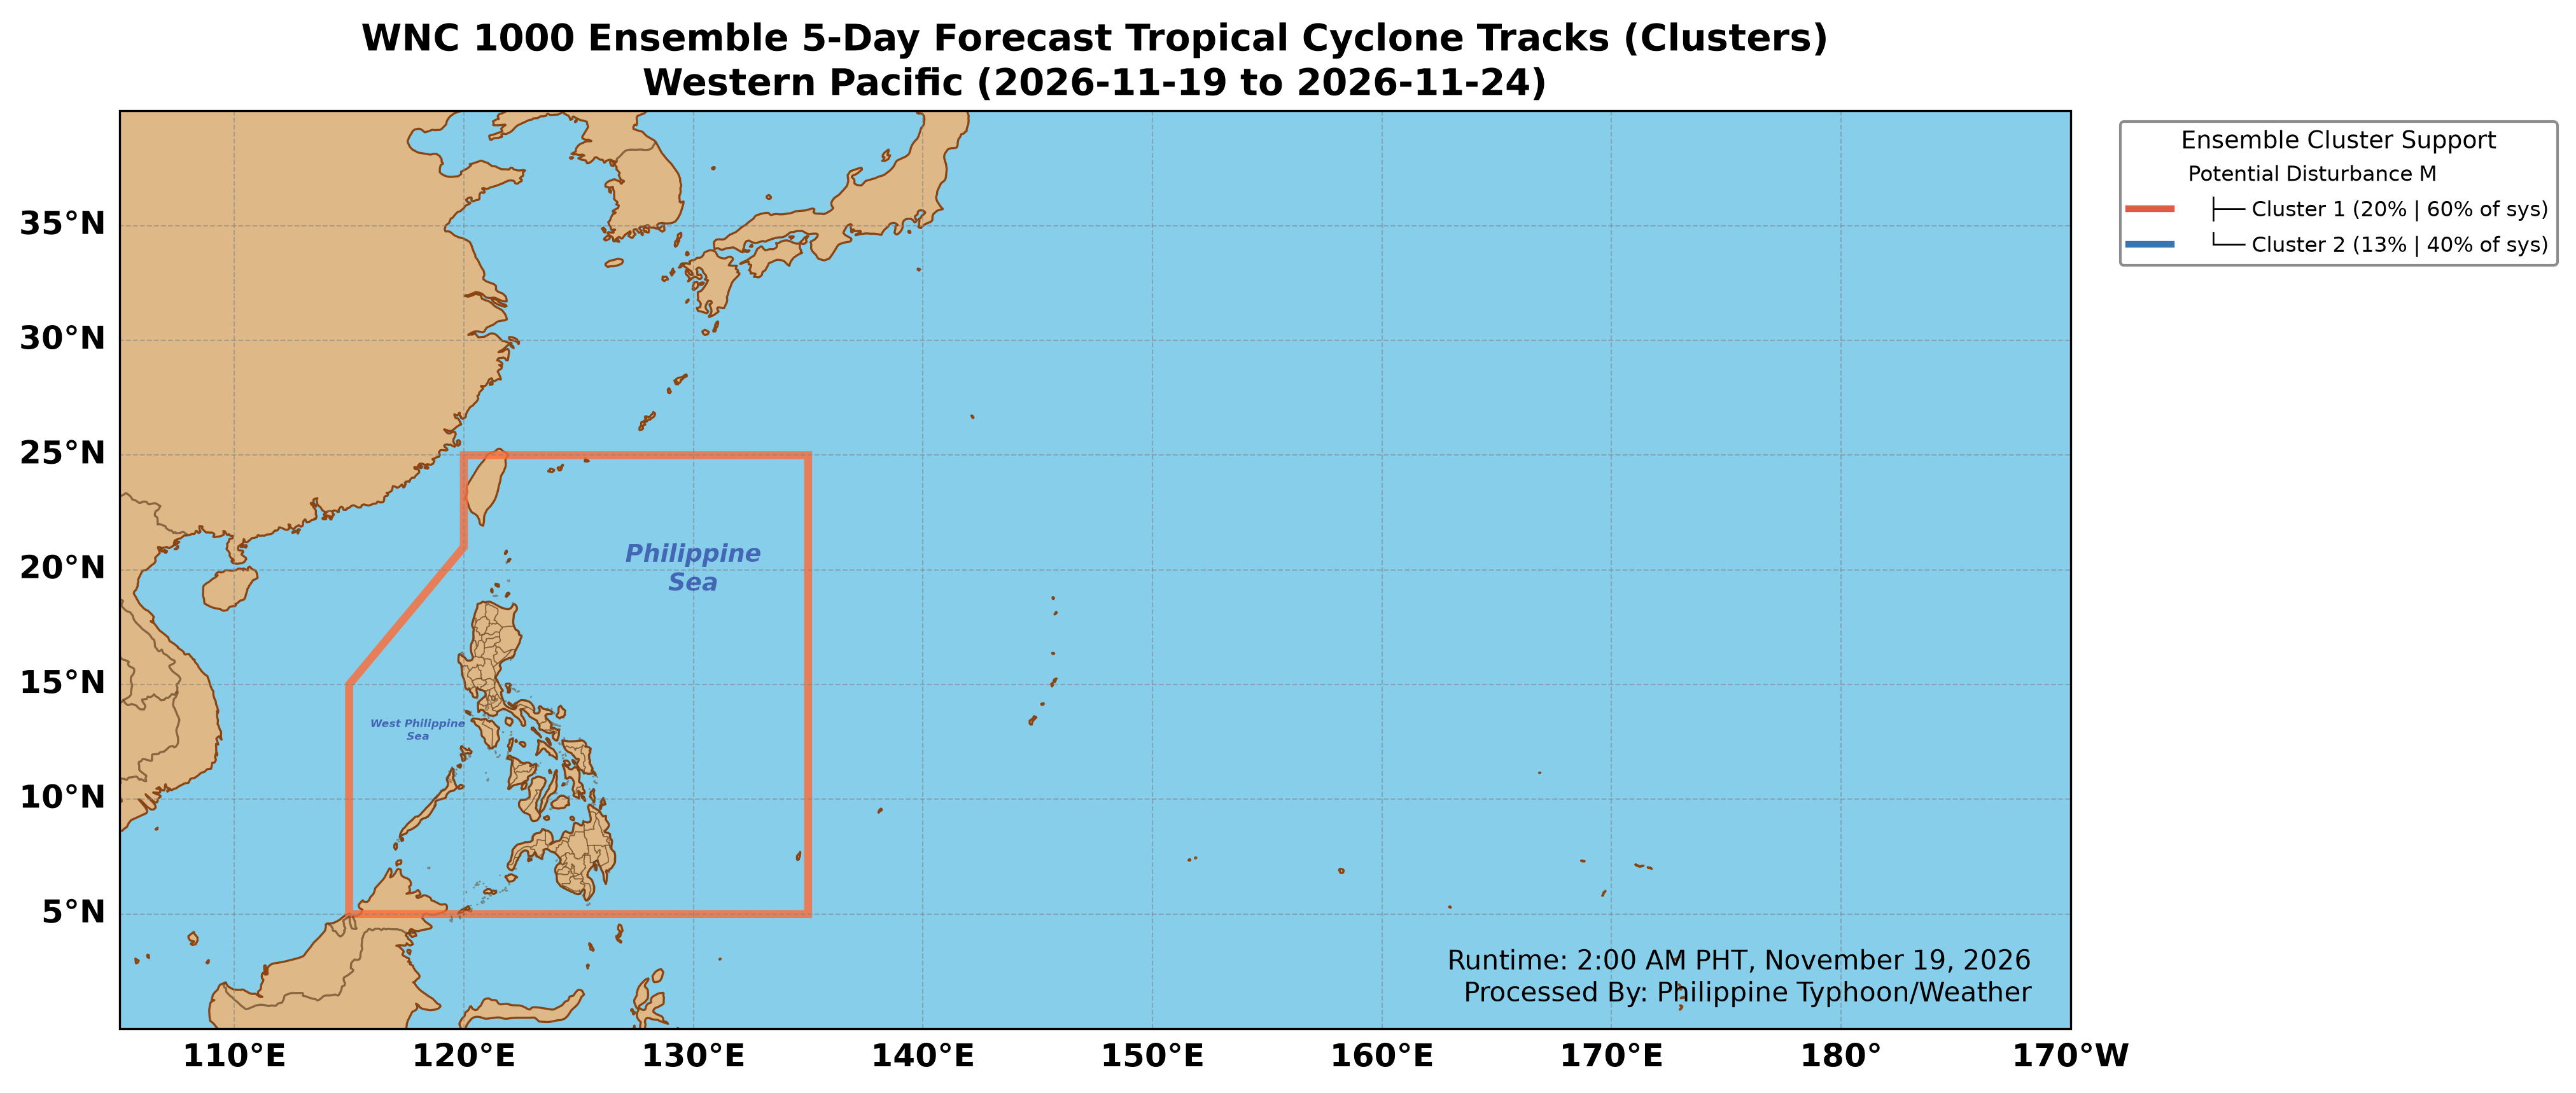 WNC 1000 Ensemble 5-Day Forecast Tropical Cyclone Tracks (Clusters)
Western Pacific (2026-11-19 to 2026-11-24)
Ensemble Cluster Support
Potential Disturbance M
├── Cluster 1 (20% | 60% of sys)
└── Cluster 2 (13% | 40% of sys)
35°N
30°N
25°N
20°N
15°N
10°N
5°N
Philippine
Sea
West Philippine
Sea
Runtime: 2:00 AM PHT, November 19, 2026
Processed By: Philippine Typhoon/Weather
110°E
120°E
130°E
140°E
150°E
160°E
170°E
180°
170°W